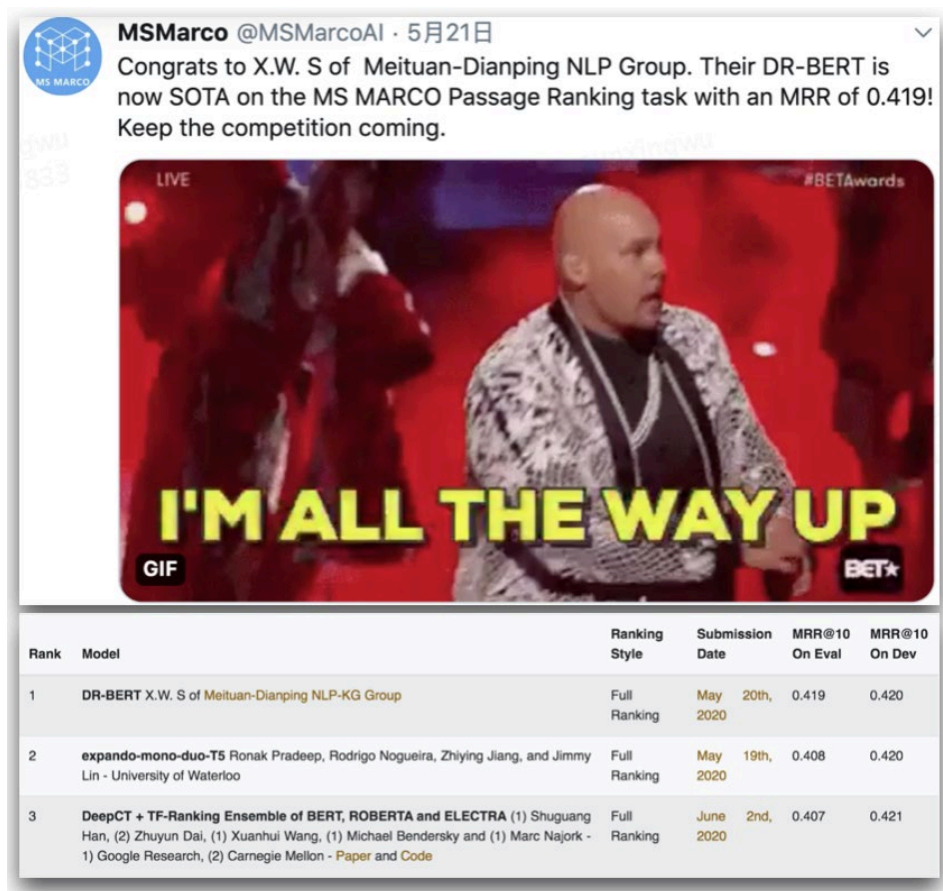 MSMarco @MSMarcoAI · 5月21日
Congrats to X.W. S of Meituan-Dianping NLP Group. Their DR-BERT is
now SOTA on the MS MARCO Passage Ranking task with an MRR of 0.419!
Keep the competition coming.
MS MARCO
LIVE
#BETAwards
I'M ALL THE WAY UP
GIF
BET★
Rank Model Ranking Style Submission Date MRR@10 On Eval MRR@10 On Dev
1 DR-BERT X.W. S of Meituan-Dianping NLP-KG Group Full Ranking May 20th, 2020 0.419 0.420
2 expando-mono-duo-T5 Ronak Pradeep, Rodrigo Nogueira, Zhiying Jiang, and Jimmy
Lin - University of Waterloo Full Ranking May 19th, 2020 0.408 0.420
3 DeepCT + TF-Ranking Ensemble of BERT, ROBERTA and ELECTRA (1) Shuguang
Han, (2) Zhuyun Dai, (1) Xuanhui Wang, (1) Michael Bendersky and (1) Marc Najork -
1) Google Research, (2) Carnegie Mellon - Paper and Code Full Ranking June 2nd, 2020 0.407 0.421